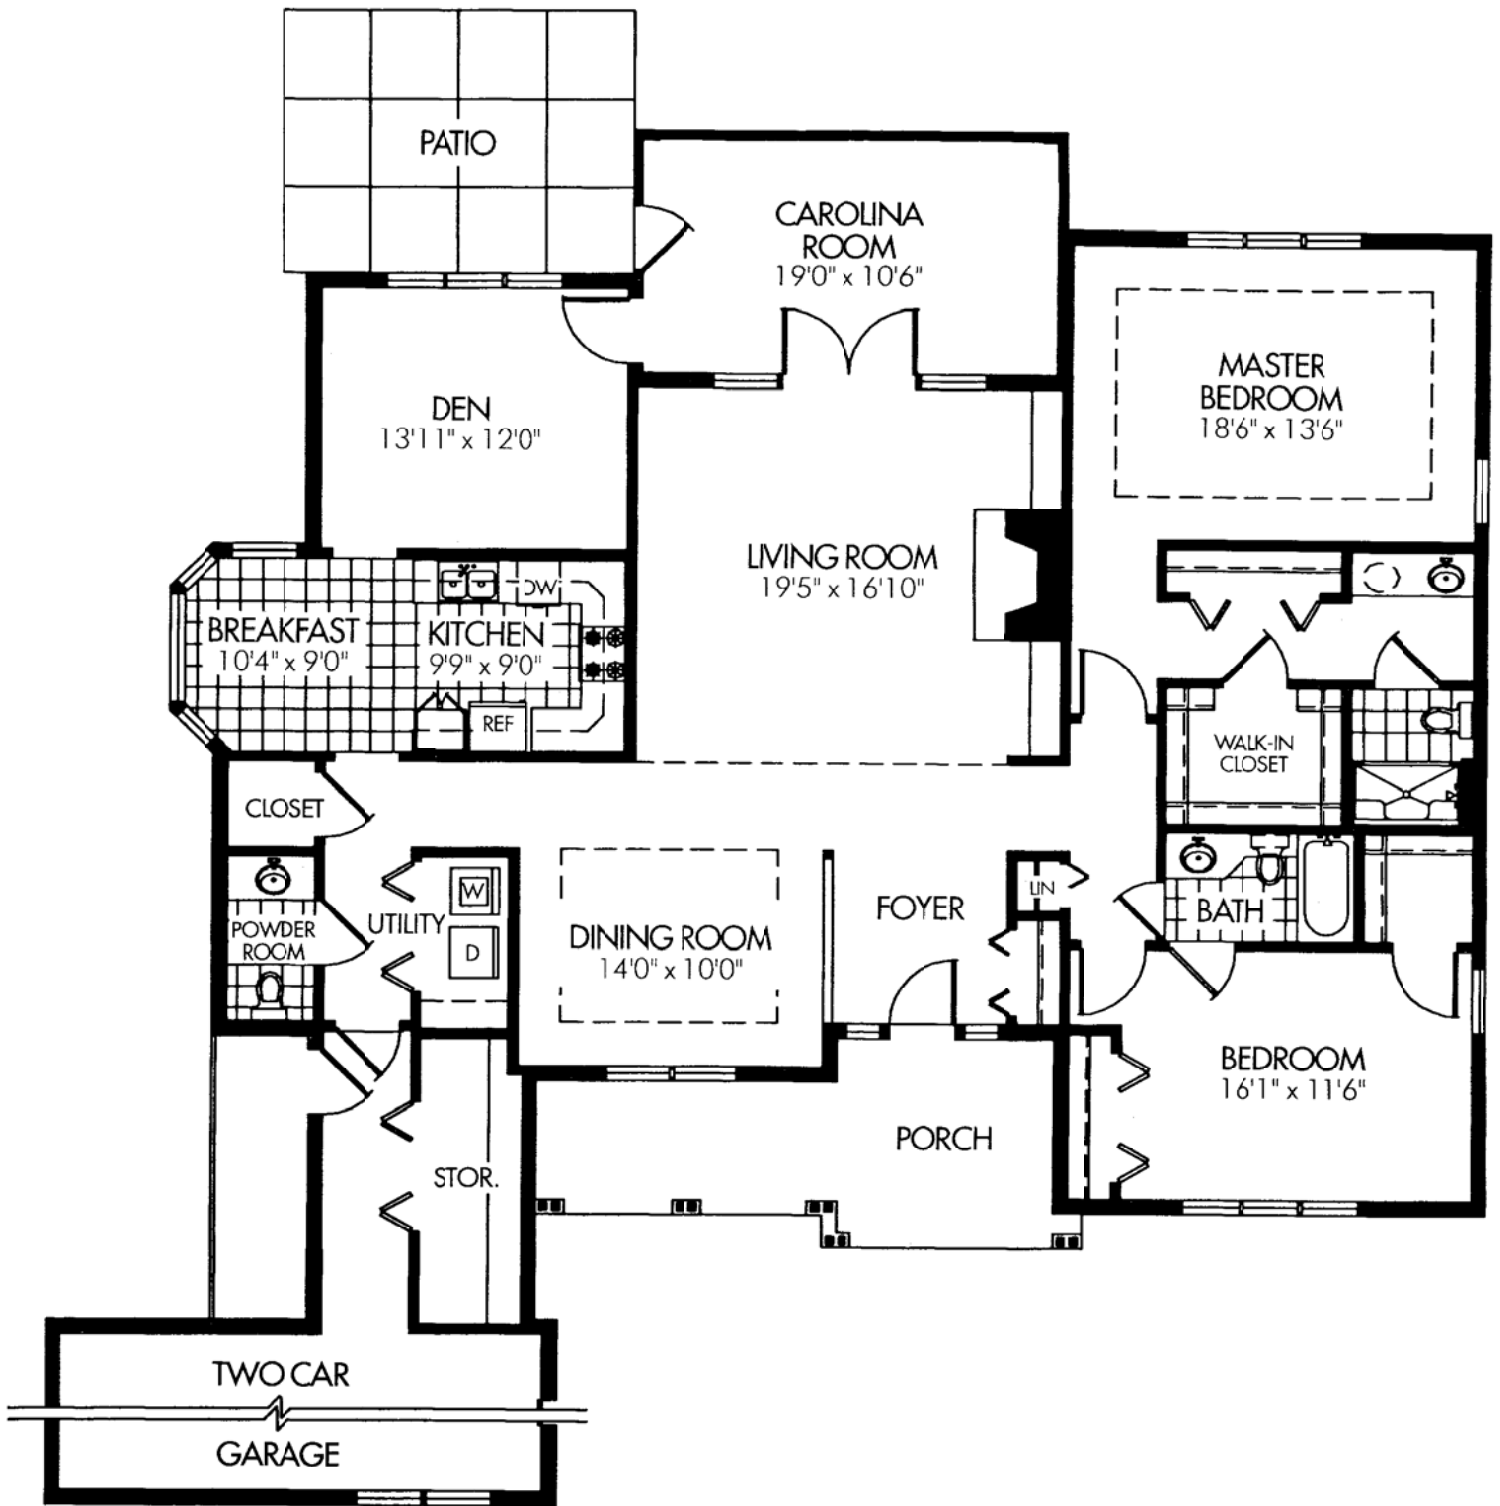 PATIO
CAROLINA
ROOM
19'0" x 10'6"
MASTER
BEDROOM
18'6" x 13'6"
DEN
13'11" x 12'0"
LIVING ROOM
19'5" x 16'10"
DW
BREAKFAST
10'4" x 9'0"
KITCHEN
9'9" x 9'0"
REF
WALK-IN
CLOSET
CLOSET
W
LIN
UTILITY
FOYER
BATH
POWDER
ROOM
D
DINING ROOM
14'0" x 10'0"
BEDROOM
16'1" x 11'6"
PORCH
STOR.
TWO CAR
GARAGE